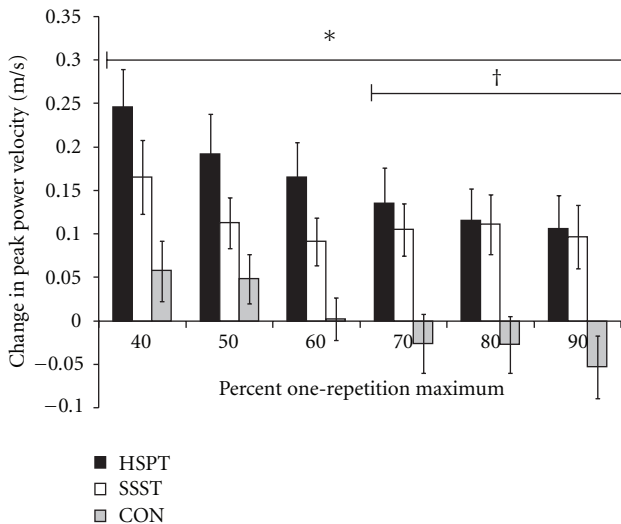 Change in peak power velocity (m/s)
0.35
0.3
0.25
0.2
0.15
0.1
0.05
0
−0.05
−0.1
*
†
40 50 60 70 80 90
Percent one-repetition maximum
HSPT
SSST
CON